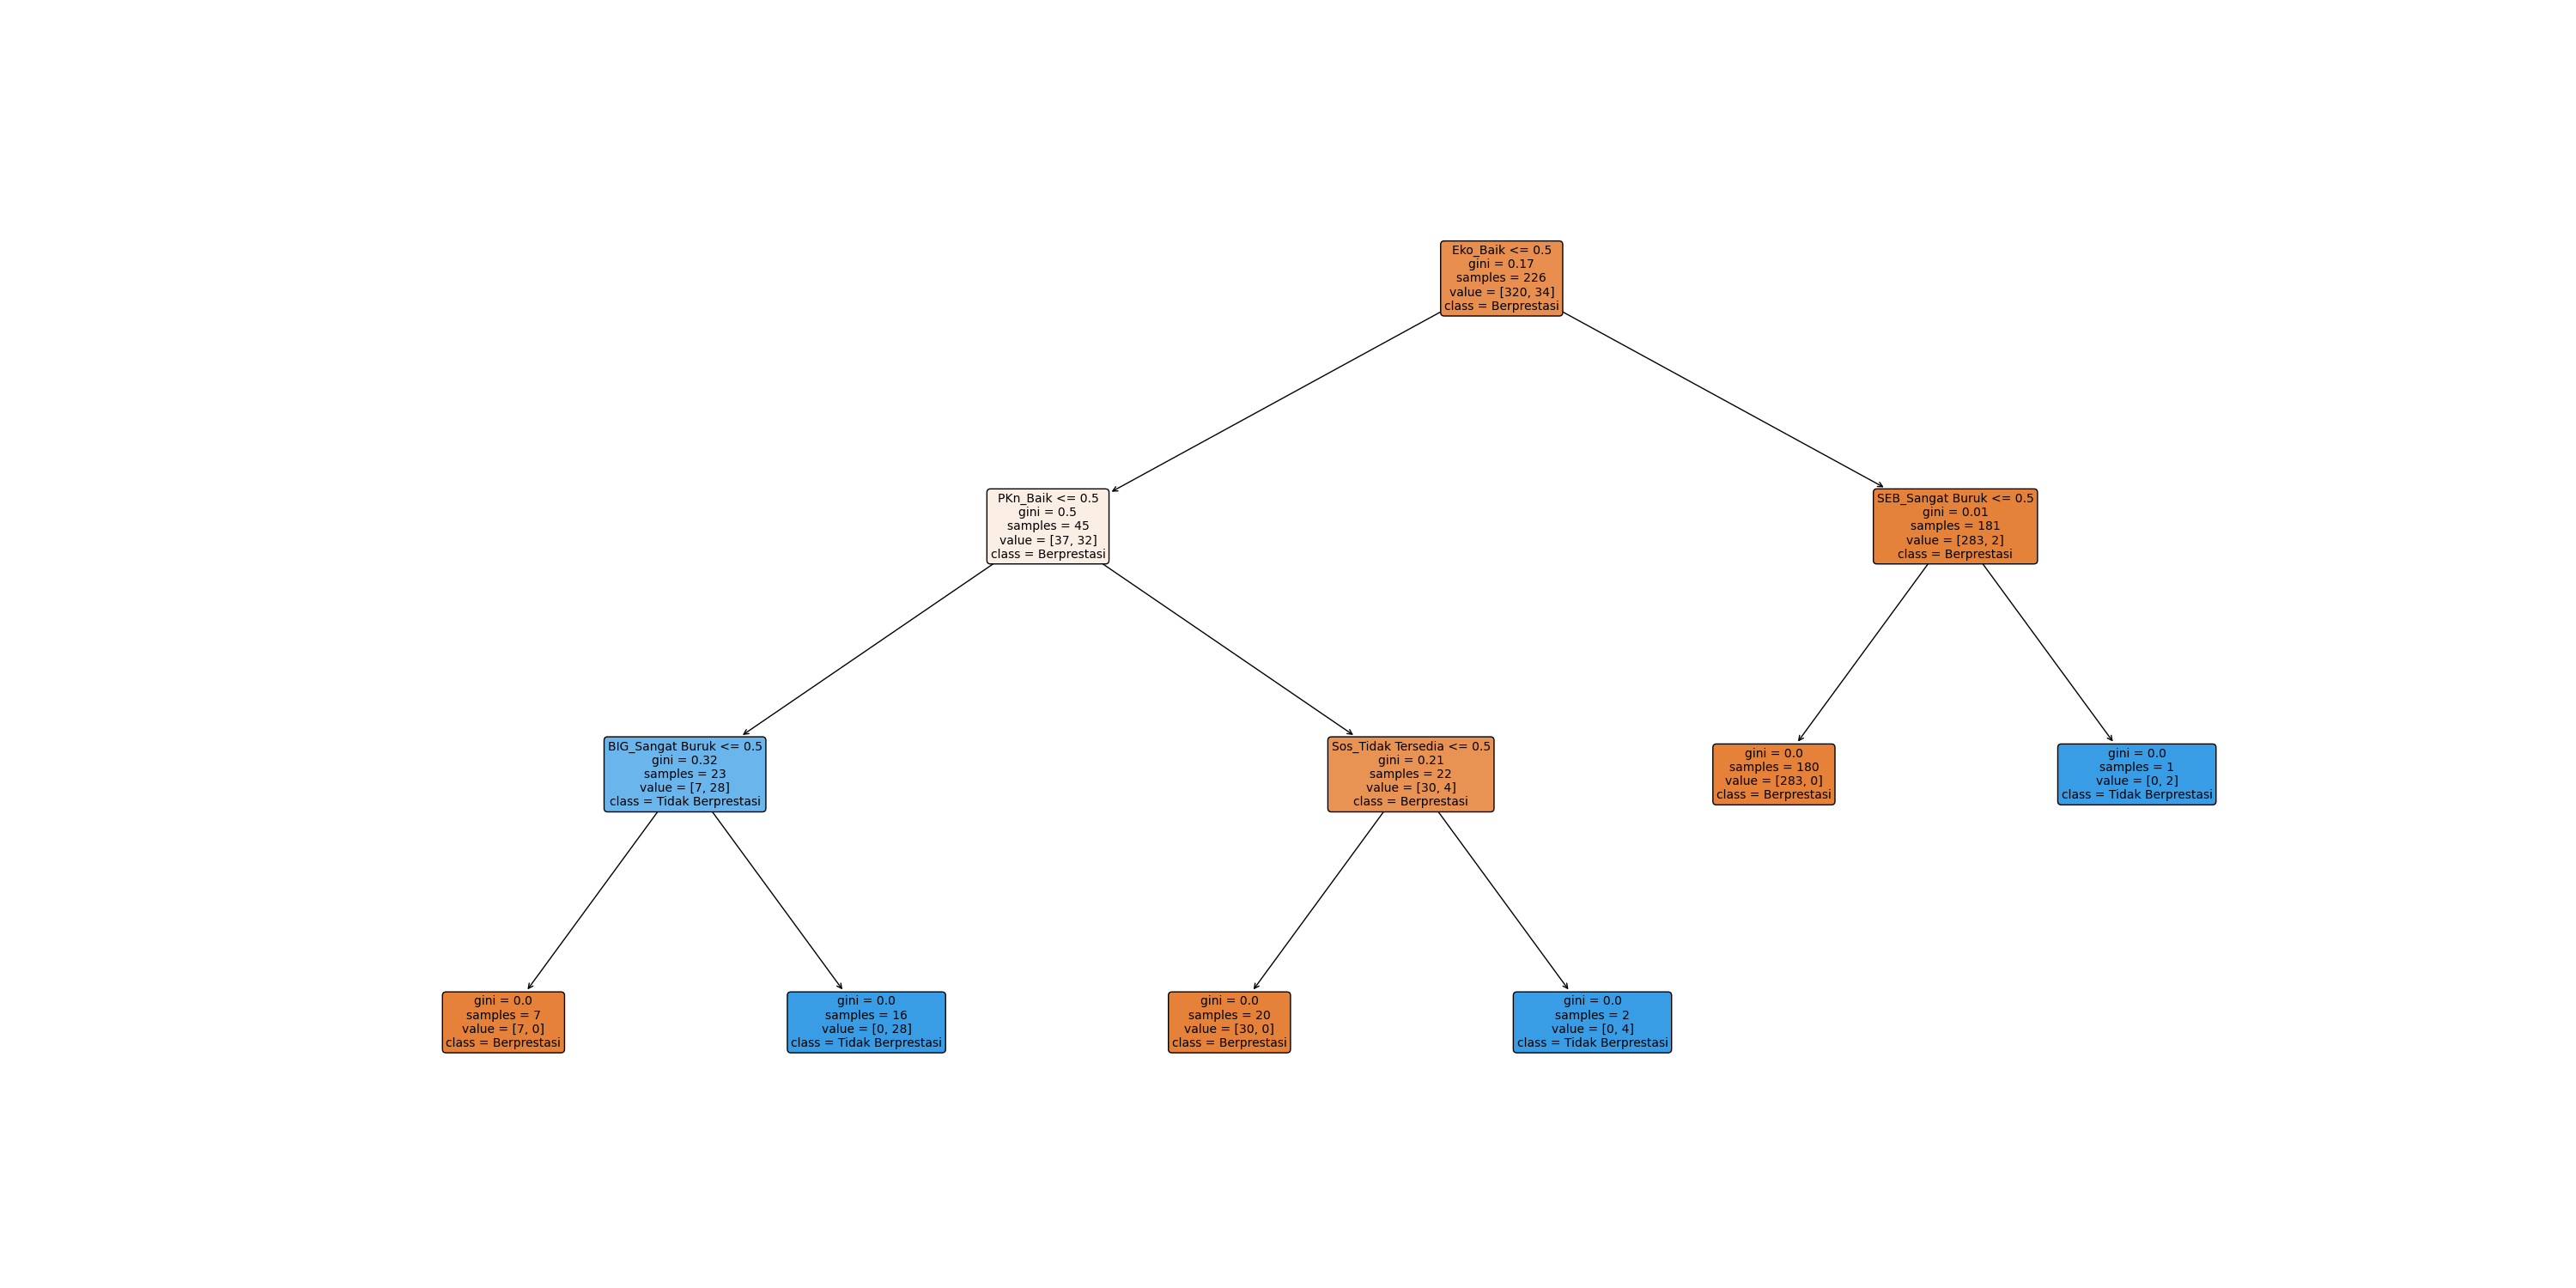 Eko_Baik <= 0.5
gini = 0.17
samples = 226
value = [320, 34]
class = Berprestasi
PKn_Baik <= 0.5
gini = 0.5
samples = 45
value = [37, 32]
class = Berprestasi
SEB_Sangat Buruk <= 0.5
gini = 0.01
samples = 181
value = [283, 2]
class = Berprestasi
BIG_Sangat Buruk <= 0.5
gini = 0.32
samples = 23
value = [7, 28]
class = Tidak Berprestasi
Sos_Tidak Tersedia <= 0.5
gini = 0.21
samples = 22
value = [30, 4]
class = Berprestasi
gini = 0.0
samples = 180
value = [283, 0]
class = Berprestasi
gini = 0.0
samples = 1
value = [0, 2]
class = Tidak Berprestasi
gini = 0.0
samples = 7
value = [7, 0]
class = Berprestasi
gini = 0.0
samples = 16
value = [0, 28]
class = Tidak Berprestasi
gini = 0.0
samples = 20
value = [30, 0]
class = Berprestasi
gini = 0.0
samples = 2
value = [0, 4]
class = Tidak Berprestasi